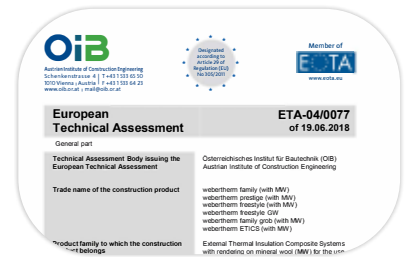 OiB
Austrian Institute of Construction Engineering
Schenkenstrasse 4 | T +43 1 533 65 50
1010 Vienna | Austria | F +43 1 533 64 23
www.oib.or.at | mail@oib.or.at
Designated
according to
Article 29 of
Regulation (EU)
No 305/2011
Member of
EOTA
www.eota.eu
European
Technical Assessment
ETA-04/0077
of 19.06.2018
General part
Technical Assessment Body issuing the
European Technical Assessment
Österreichisches Institut für Bautechnik (OIB)
Austrian Institute of Construction Engineering
Trade name of the construction product
webertherm family (with MW)
webertherm prestige (with MW)
webertherm freestyle (with MW)
webertherm freestyle GW
webertherm family grob (with MW)
webertherm ETICS (with MW)
Product family to which the construction
belongs
External Thermal Insulation Composite Systems
with rendering on mineral wool (MW) for the use